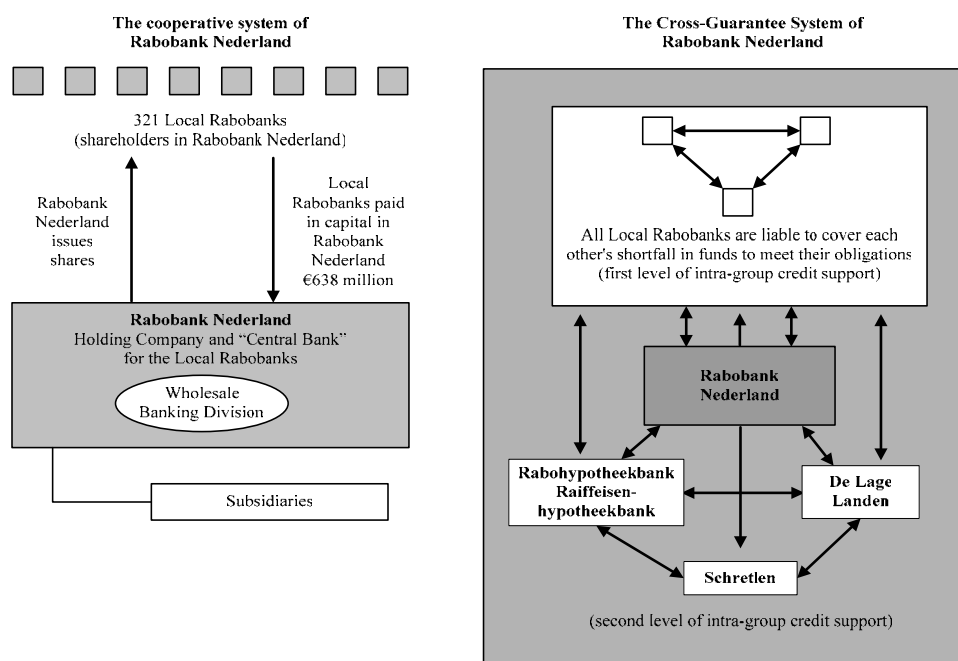 The cooperative system of
Rabobank Nederland
321 Local Rabobanks
(shareholders in Rabobank Nederland)
Rabobank
Nederland
issues
shares
Local
Rabobanks paid
in capital in
Rabobank
Nederland
€638 million
Rabobank Nederland
Holding Company and “Central Bank”
for the Local Rabobanks
Wholesale
Banking Division
Subsidiaries
The Cross-Guarantee System of
Rabobank Nederland
All Local Rabobanks are liable to cover each
other's shortfall in funds to meet their obligations
(first level of intra-group credit support)
Rabobank
Nederland
Rabohypotheekbank
Raiffeisen-
hypotheekbank
De Lage
Landen
Schretlen
(second level of intra-group credit support)